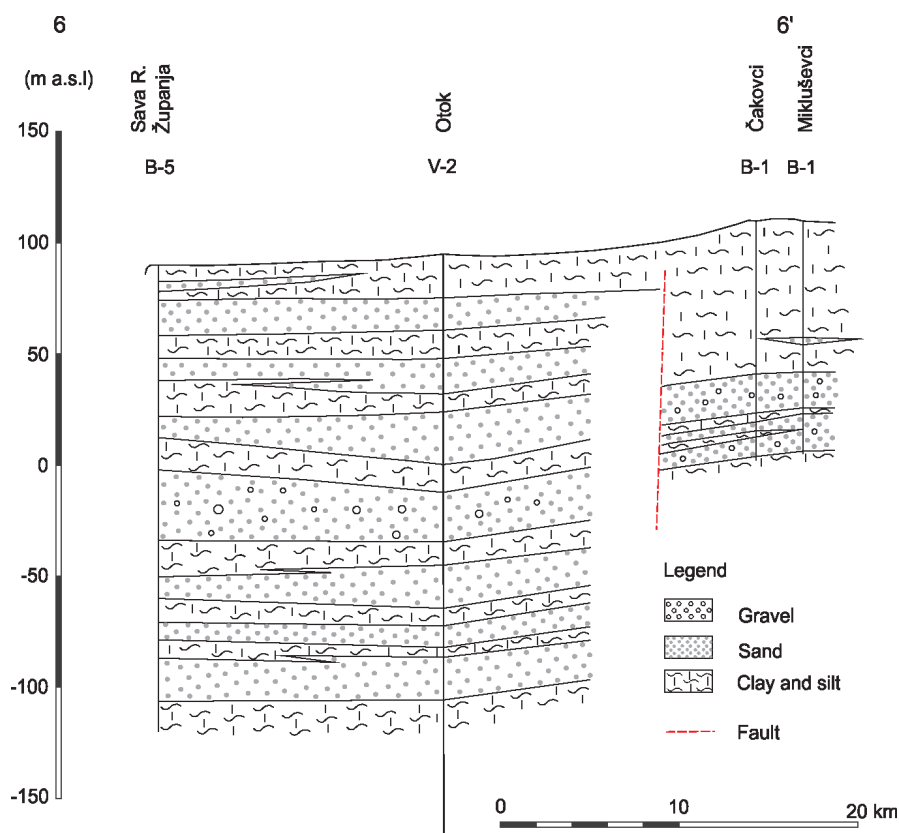 6 6'
(m a.s.l)
Sava R.
Županja
Otok
Čakovci
Mikluševci
B-5 V-2 B-1 B-1
150
100
50
0
-50
-100
-150
Legend
Gravel
Sand
Clay and silt
Fault
0 10 20 km